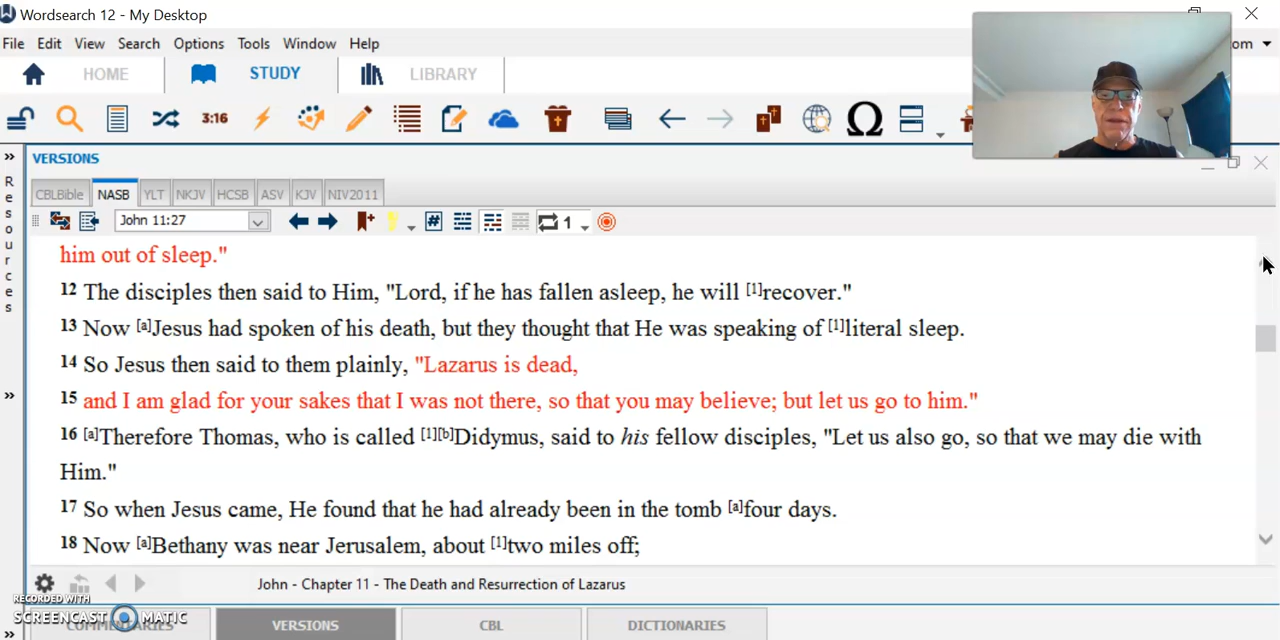 Wordsearch 12 - My Desktop
File Edit View Search Options Tools Window Help
om
HOME STUDY LIBRARY
3:16
VERSIONS
Resources
CBLBible NASB YLT NKJV HCSB ASV KJV NIV2011
John 11:27 # 1
him out of sleep."
12 The disciples then said to Him, "Lord, if he has fallen asleep, he will [1]recover."
13 Now [a]Jesus had spoken of his death, but they thought that He was speaking of [1]literal sleep.
14 So Jesus then said to them plainly, "Lazarus is dead,
15 and I am glad for your sakes that I was not there, so that you may believe; but let us go to him."
16 [a]Therefore Thomas, who is called [1][b]Didymus, said to his fellow disciples, "Let us also go, so that we may die with
Him."
17 So when Jesus came, He found that he had already been in the tomb [a]four days.
18 Now [a]Bethany was near Jerusalem, about [1]two miles off;
John - Chapter 11 - The Death and Resurrection of Lazarus
RECORDED WITH
SCREENCAST MATIC
COMMENTARIES VERSIONS CBL DICTIONARIES